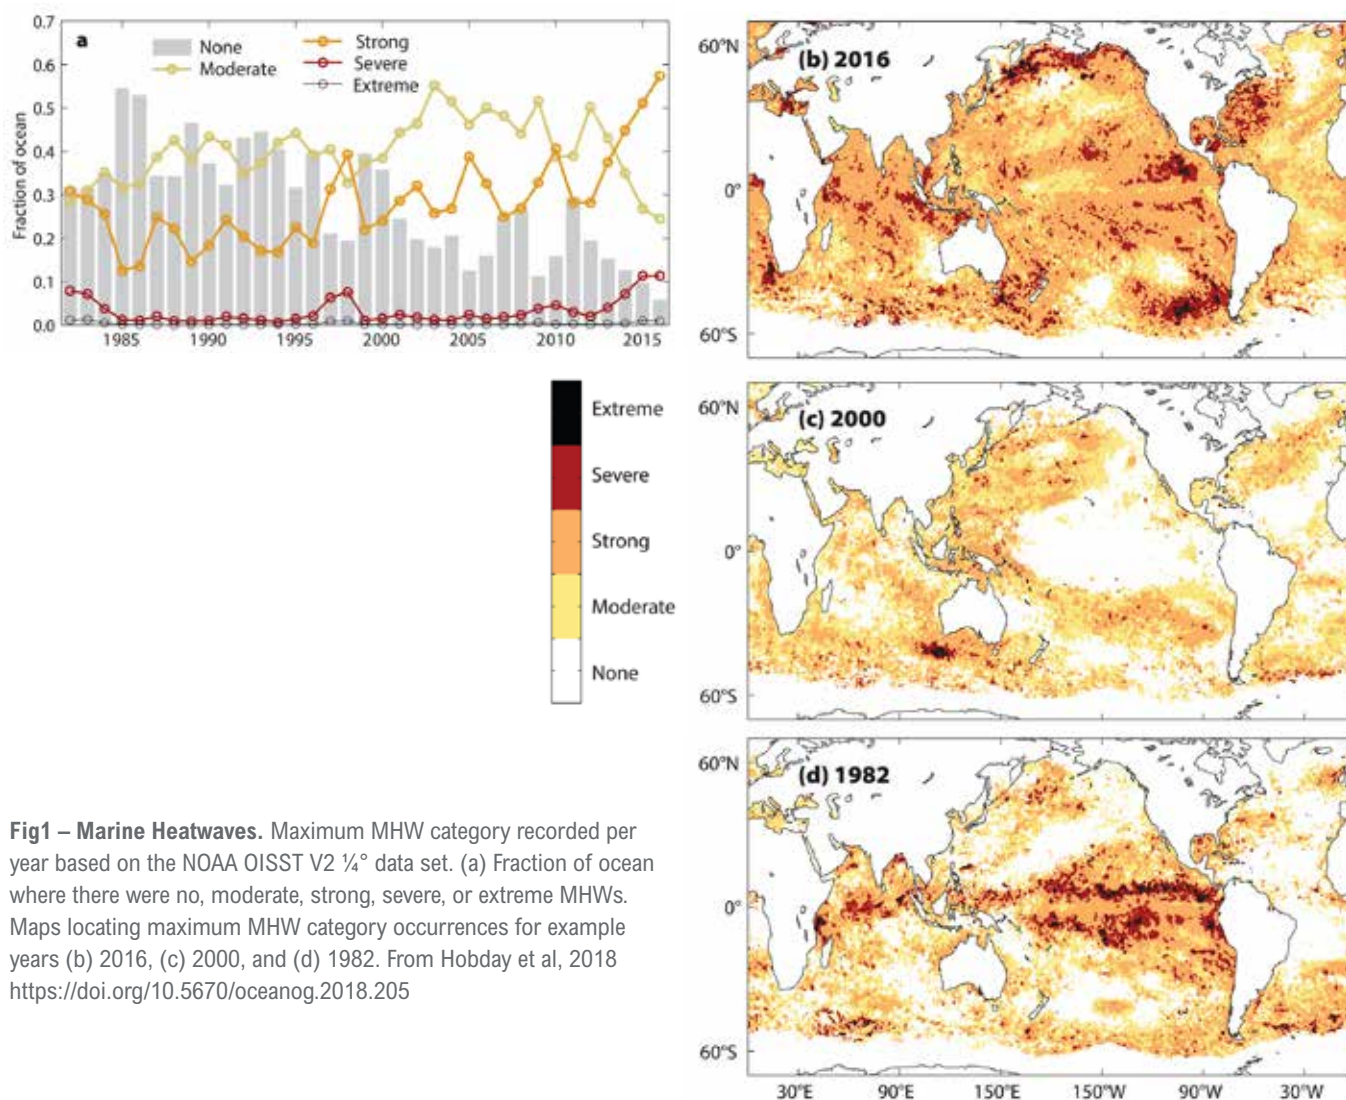 0.7
0.6
0.5
0.4
0.3
0.2
0.1
0.0
Fraction of ocean
a
None
Moderate
Strong
Severe
Extreme
1985 1990 1995 2000 2005 2010 2015
60°N
0°
60°S
(b) 2016
60°N
0°
60°S
(c) 2000
Extreme
Severe
Strong
Moderate
None
60°N
0°
60°S
(d) 1982
30°E 90°E 150°E 150°W 90°W 30°W
Fig1 – Marine Heatwaves. Maximum MHW category recorded per
year based on the NOAA OISST V2 ¼° data set. (a) Fraction of ocean
where there were no, moderate, strong, severe, or extreme MHWs.
Maps locating maximum MHW category occurrences for example
years (b) 2016, (c) 2000, and (d) 1982. From Hobday et al, 2018
https://doi.org/10.5670/oceanog.2018.205